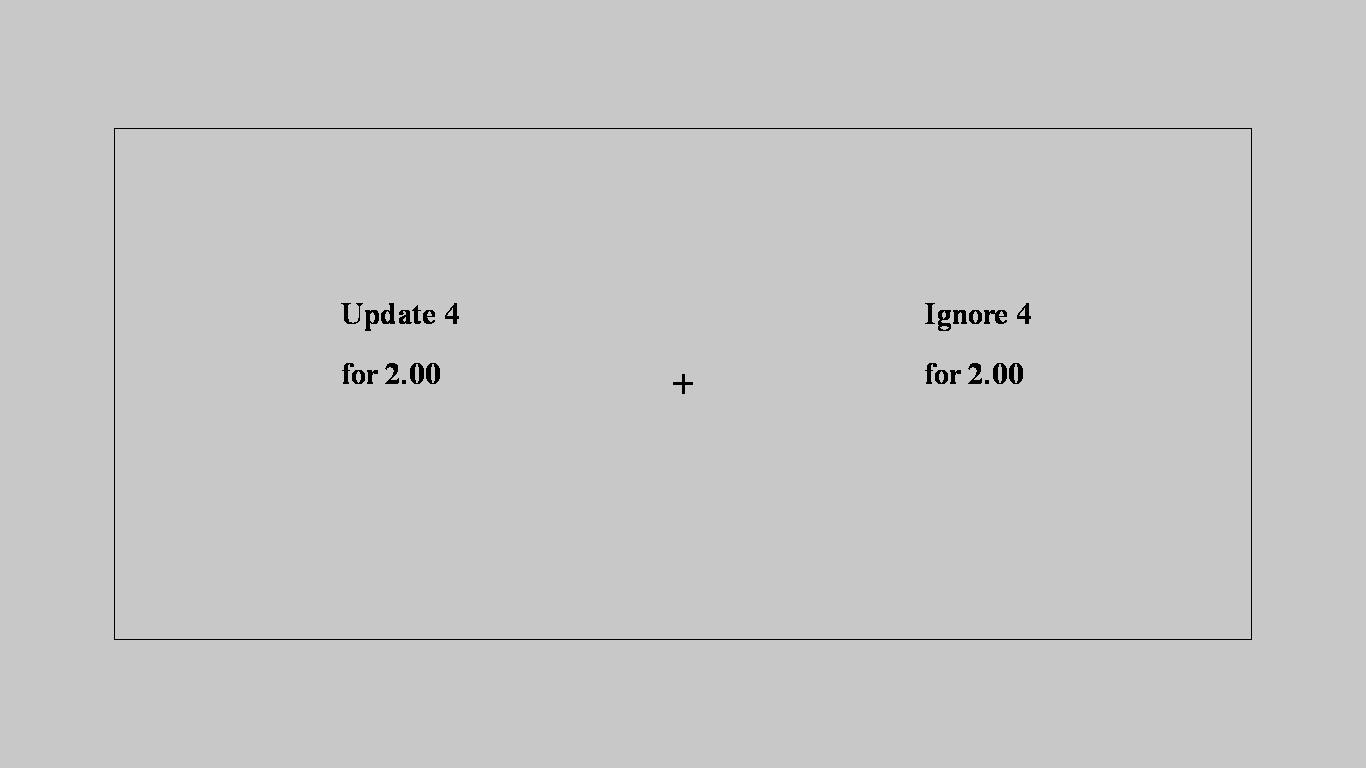 Update 4
for 2.00
+
Ignore 4
for 2.00